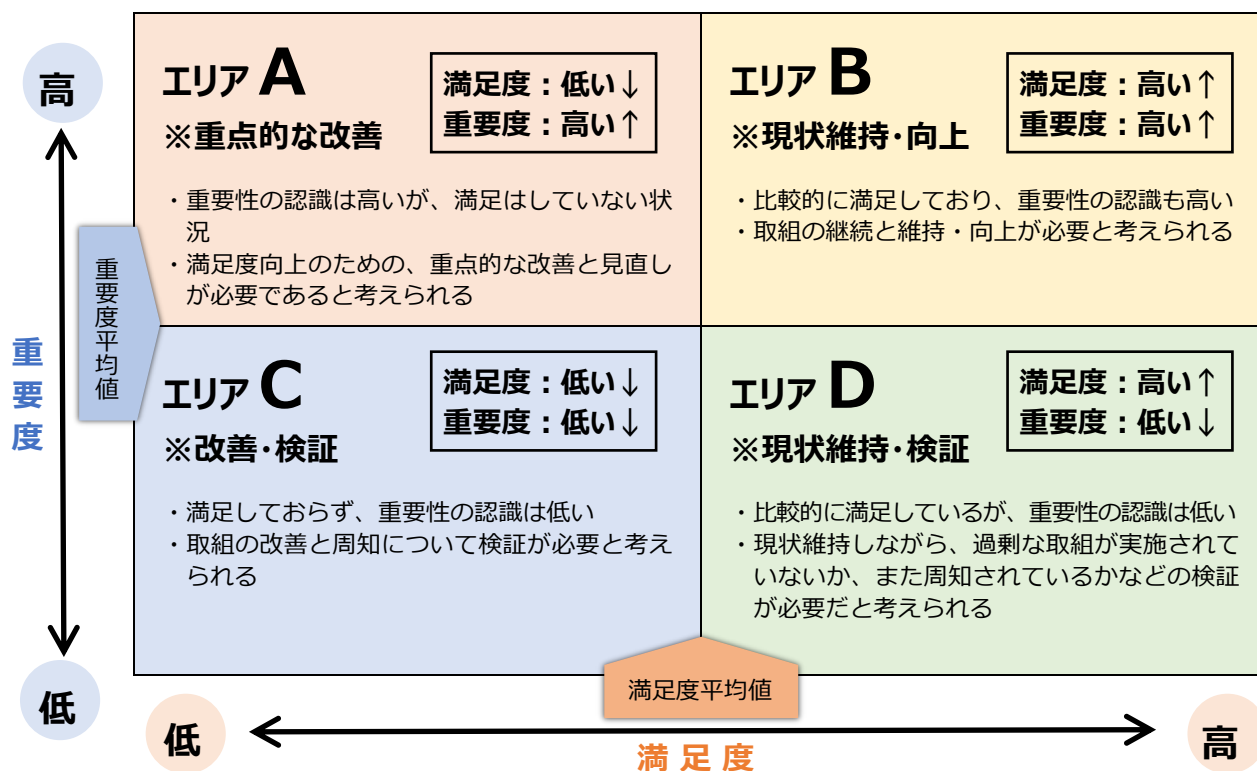 高
エリア A
※重点的な改善
満足度：低い↓
重要度：高い↑
・重要性の認識は高いが、満足はしていない状
況
・満足度向上のための、重点的な改善と見直し
が必要であると考えられる
エリア B
※現状維持・向上
満足度：高い↑
重要度：高い↑
・比較的に満足しており、重要性の認識も高い
・取組の継続と維持・向上が必要と考えられる
重要度平均値
重要度
エリア C
※改善・検証
満足度：低い↓
重要度：低い↓
・満足しておらず、重要性の認識は低い
・取組の改善と周知について検証が必要と考え
られる
エリア D
※現状維持・検証
満足度：高い↑
重要度：低い↓
・比較的に満足しているが、重要性の認識は低い
・現状維持しながら、過剰な取組が実施されて
いないか、また周知されているかなどの検証
が必要だと考えられる
低
満足度平均値
低
満足度
高